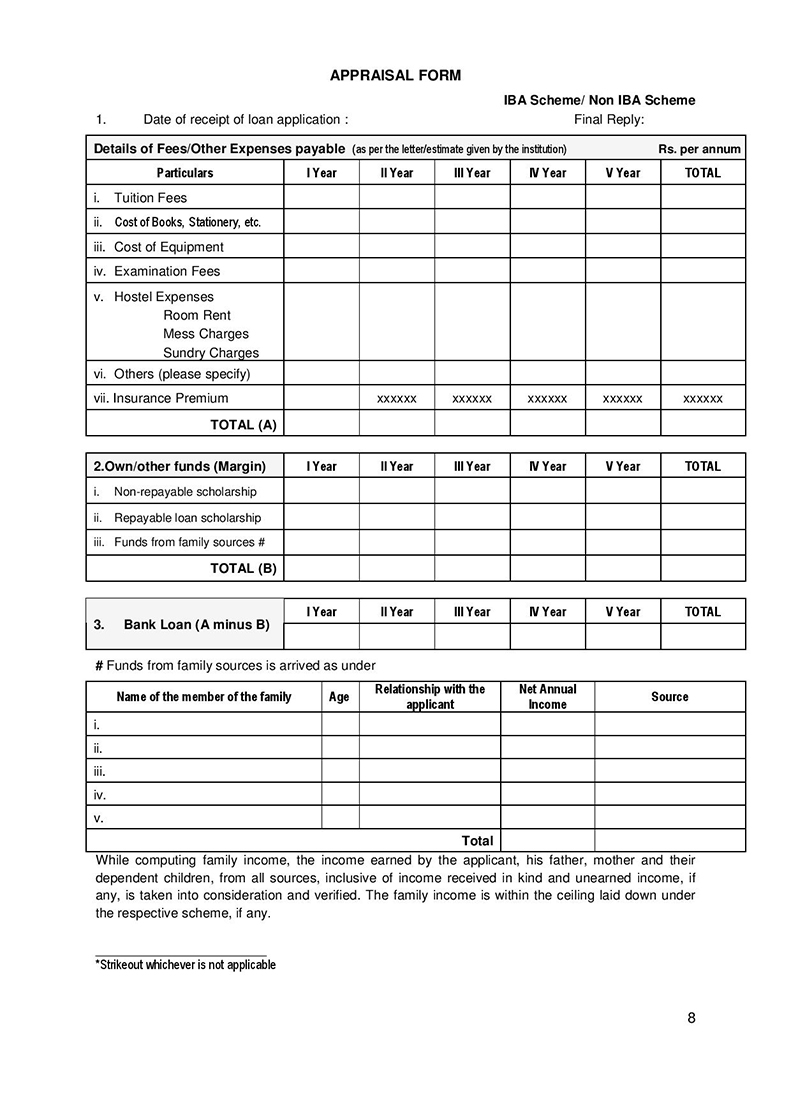 APPRAISAL FORM
IBA Scheme/ Non IBA Scheme
1. Date of receipt of loan application : Final Reply:
Details of Fees/Other Expenses payable (as per the letter/estimate given by the institution) Rs. per annum
Particulars I Year II Year III Year IV Year V Year TOTAL
i. Tuition Fees
ii. Cost of Books, Stationery, etc.
iii. Cost of Equipment
iv. Examination Fees
v. Hostel Expenses
Room Rent
Mess Charges
Sundry Charges
vi. Others (please specify)
vii. Insurance Premium xxxxxx xxxxxx xxxxxx xxxxxx xxxxxx
TOTAL (A)
2.Own/other funds (Margin) I Year II Year III Year IV Year V Year TOTAL
i. Non-repayable scholarship
ii. Repayable loan scholarship
iii. Funds from family sources #
TOTAL (B)
3. Bank Loan (A minus B) I Year II Year III Year IV Year V Year TOTAL
# Funds from family sources is arrived as under
Name of the member of the family Age Relationship with the applicant Net Annual Income Source
i.
ii.
iii.
iv.
v.
Total
While computing family income, the income earned by the applicant, his father, mother and their
dependent children, from all sources, inclusive of income received in kind and unearned income, if
any, is taken into consideration and verified. The family income is within the ceiling laid down under
the respective scheme, if any.
*Strikeout whichever is not applicable
8